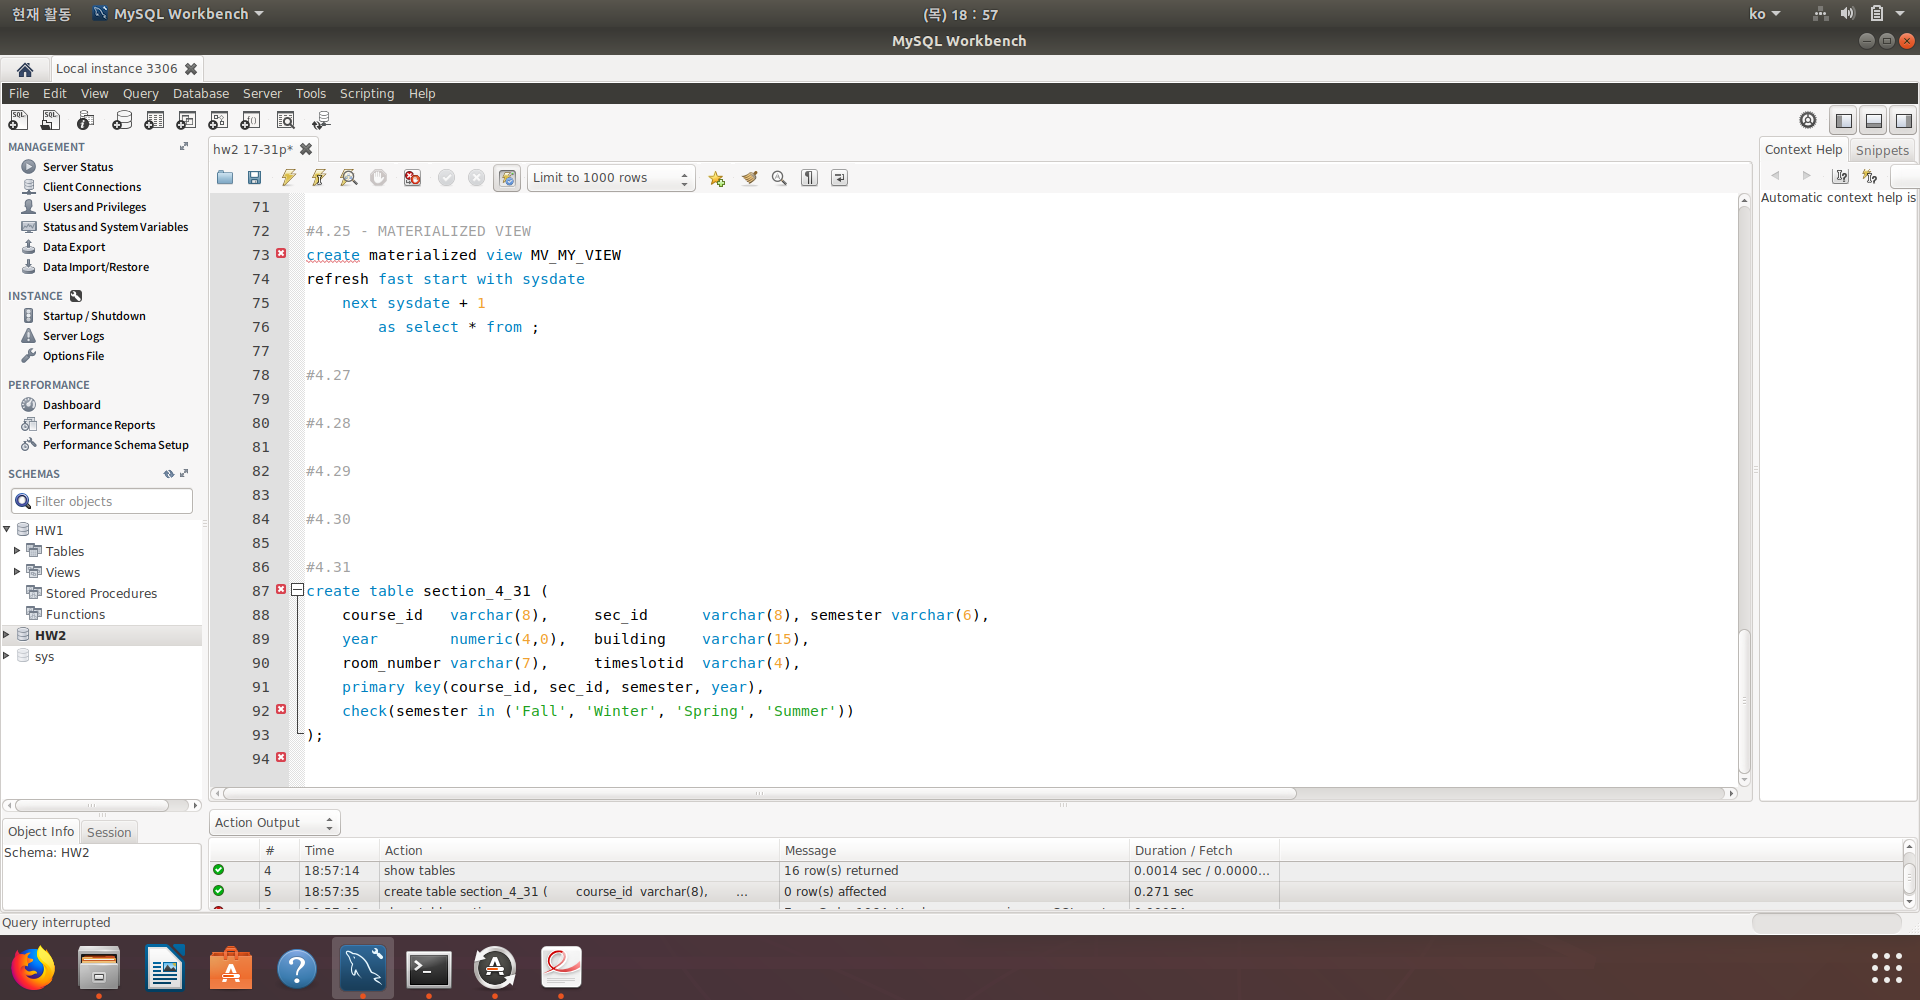 현재 활동
MySQL Workbench
(목) 18 : 57
ko
MySQL Workbench
Local instance 3306
File Edit View Query Database Server Tools Scripting Help
MANAGEMENT
Server Status
Client Connections
Users and Privileges
Status and System Variables
Data Export
Data Import/Restore
INSTANCE
Startup / Shutdown
Server Logs
Options File
PERFORMANCE
Dashboard
Performance Reports
Performance Schema Setup
SCHEMAS
Filter objects
HW1
Tables
Views
Stored Procedures
Functions
HW2
sys
Object Info Session
Schema: HW2
hw2 17-31p*
Limit to 1000 rows
71
72 #4.25 - MATERIALIZED VIEW
73 create materialized view MV_MY_VIEW
74 refresh fast start with sysdate
75 next sysdate + 1
76 as select * from ;
77
78 #4.27
79
80 #4.28
81
82 #4.29
83
84 #4.30
85
86 #4.31
87 create table section_4_31 (
88 course_id varchar(8), sec_id varchar(8), semester varchar(6),
89 year numeric(4,0), building varchar(15),
90 room_number varchar(7), timeslotid varchar(4),
91 primary key(course_id, sec_id, semester, year),
92 check(semester in ('Fall', 'Winter', 'Spring', 'Summer'))
93 );
94
Context Help Snippets
Automatic context help is
Action Output
# Time Action Message Duration / Fetch
4 18:57:14 show tables 16 row(s) returned 0.0014 sec / 0.0000...
5 18:57:35 create table section_4_31 ( course_id varchar(8), ... 0 row(s) affected 0.271 sec
Query interrupted